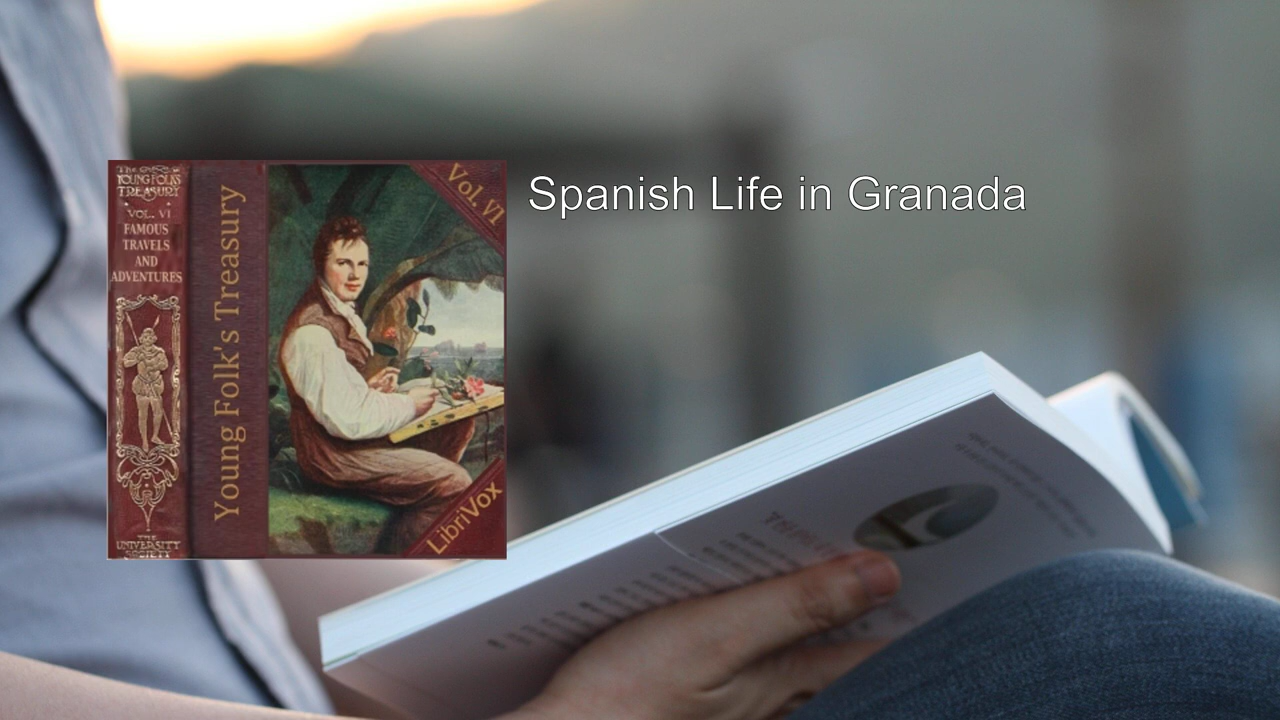 THE
YOUNG FOLKS
TREASURY
VOL. VI
FAMOUS
TRAVELS
AND
ADVENTURES
THE
UNIVERSITY
SOCIETY
Young Folk's Treasury
Vol. VI
LibriVox
Spanish Life in Granada